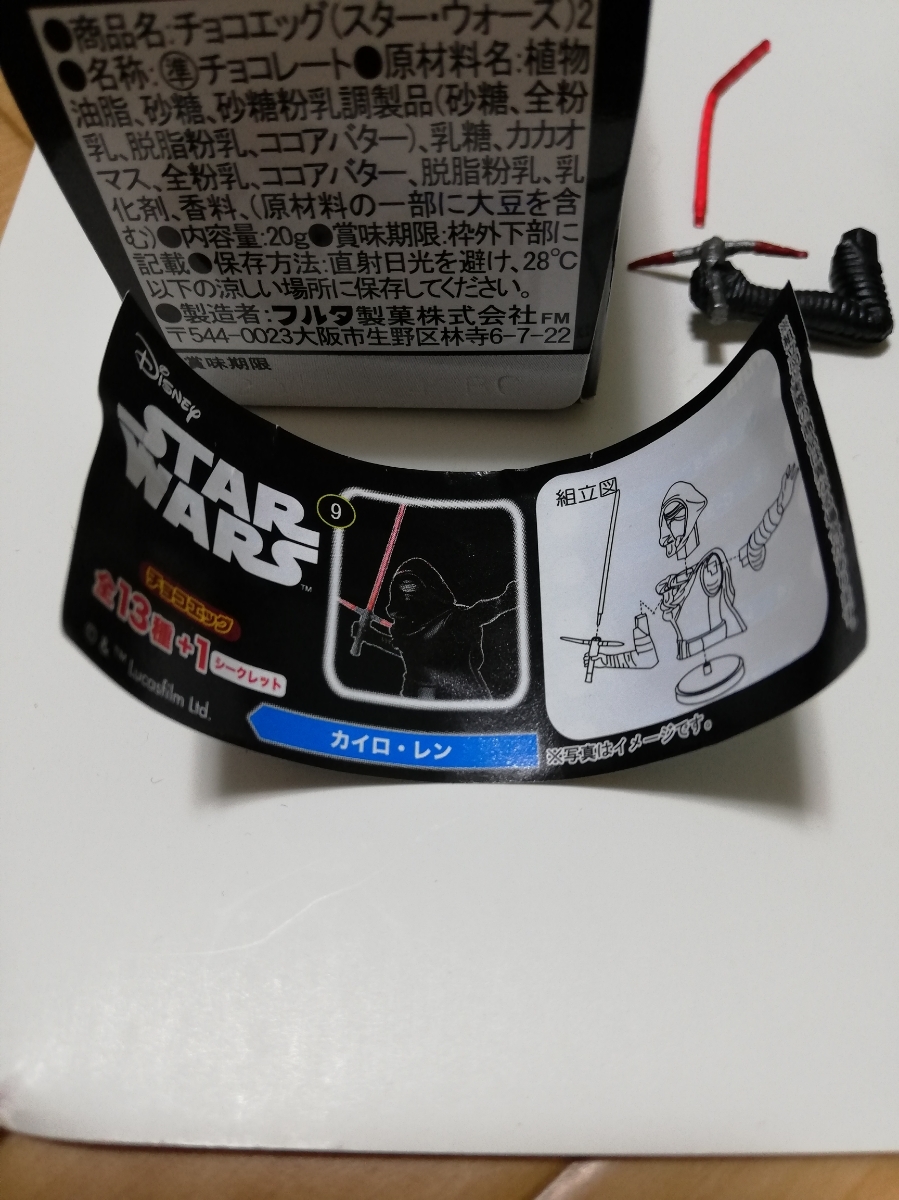 ●商品名:チョコエッグ(スター・ウォーズ)2
●名称:準チョコレート●原材料名:植物
油脂、砂糖、砂糖粉乳調製品(砂糖、全粉
乳、脱脂粉乳、ココアバター)、乳糖、カカオ
マス、全粉乳、ココアバター、脱脂粉乳、乳
化剤、香料、(原材料の一部に大豆を含
む)●内容量:20g●賞味期限:枠外下部に
記載●保存方法:直射日光を避け、28℃
以下の涼しい場所に保存してください。
●製造者:フルタ製菓株式会社FM
〒544-0023大阪市生野区林寺6-7-22
賞味期限
Disney
STAR
WARS™
チョコエッグ
全13種+1シークレット
© & ™ Lucasfilm Ltd.
9
カイロ・レン
組立図
※写真はイメージです。